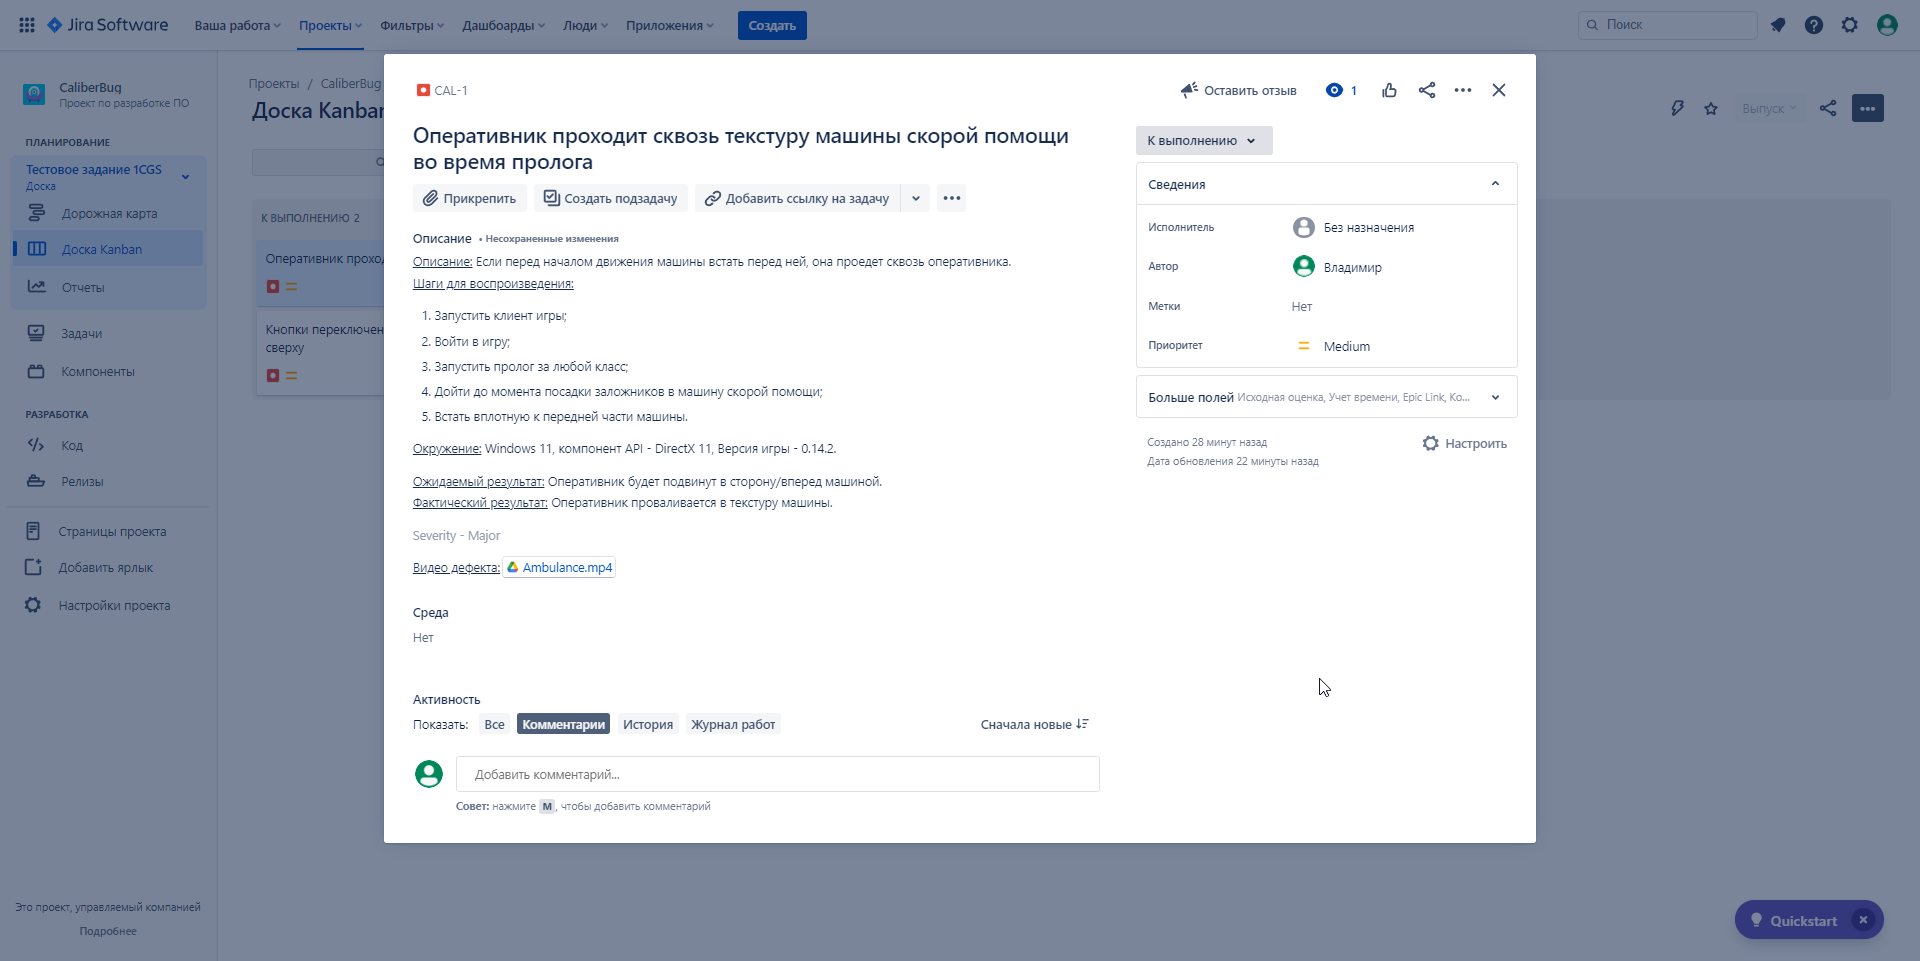 Jira Software
Ваша работа
Проекты
Фильтры
Дашборды
Люди
Приложения
Создать
Поиск
CaliberBug
Проект по разработке ПО
ПЛАНИРОВАНИЕ
Тестовое задание 1CGS
Доска
Дорожная карта
Доска Kanban
Отчеты
Задачи
Компоненты
РАЗРАБОТКА
Код
Релизы
Страницы проекта
Добавить ярлык
Настройки проекта
Это проект, управляемый компанией
Подробнее
Проекты / CaliberBug
Доска Kanban
Выпуск
К ВЫПОЛНЕНИЮ 2
Оперативник проход
Кнопки переключен
сверху
CAL-1
Оставить отзыв
1
Оперативник проходит сквозь текстуру машины скорой помощи
во время пролога
Прикрепить
Создать подзадачу
Добавить ссылку на задачу
Описание • Несохраненные изменения
Описание: Если перед началом движения машины встать перед ней, она проедет сквозь оперативника.
Шаги для воспроизведения:
1. Запустить клиент игры;
2. Войти в игру;
3. Запустить пролог за любой класс;
4. Дойти до момента посадки заложников в машину скорой помощи;
5. Встать вплотную к передней части машины.
Окружение: Windows 11, компонент API - DirectX 11, Версия игры - 0.14.2.
Ожидаемый результат: Оперативник будет подвинут в сторону/вперед машиной.
Фактический результат: Оперативник проваливается в текстуру машины.
Severity - Major
Видео дефекта: Ambulance.mp4
Среда
Нет
Активность
Показать: Все Комментарии История Журнал работ
Сначала новые
Добавить комментарий...
Совет: нажмите M, чтобы добавить комментарий
К выполнению
Сведения
Исполнитель
Без назначения
Автор
Владимир
Метки
Нет
Приоритет
Medium
Больше полей Исходная оценка, Учет времени, Epic Link, Ко...
Создано 28 минут назад
Дата обновления 22 минуты назад
Настроить
Quickstart